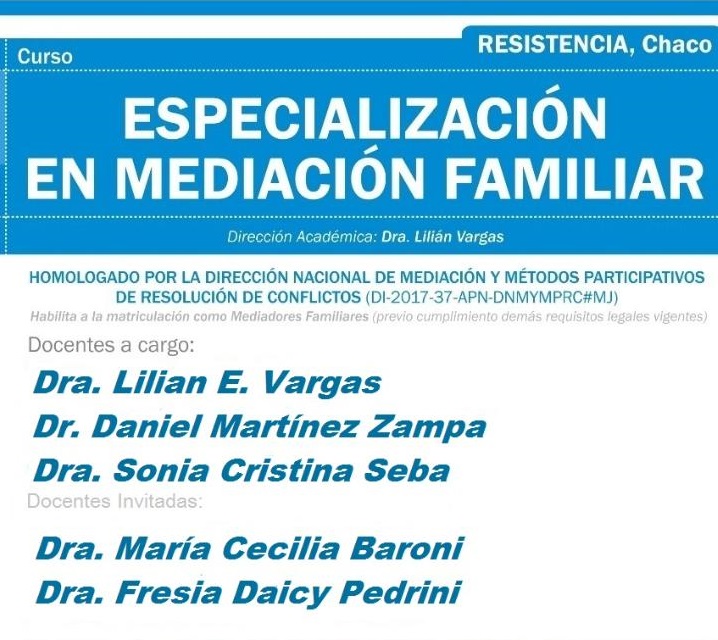 RESISTENCIA, Chaco
Curso
ESPECIALIZACIÓN
EN MEDIACIÓN FAMILIAR
Dirección Académica: Dra. Lilián Vargas
HOMOLOGADO POR LA DIRECCIÓN NACIONAL DE MEDIACIÓN Y MÉTODOS PARTICIPATIVOS
DE RESOLUCIÓN DE CONFLICTOS (DI-2017-37-APN-DNMYMPRC#MJ)
Habilita a la matriculación como Mediadores Familiares (previo cumplimiento demás requisitos legales vigentes)
Docentes a cargo:
Dra. Lilian E. Vargas
Dr. Daniel Martínez Zampa
Dra. Sonia Cristina Seba
Docentes Invitadas:
Dra. María Cecilia Baroni
Dra. Fresia Daicy Pedrini